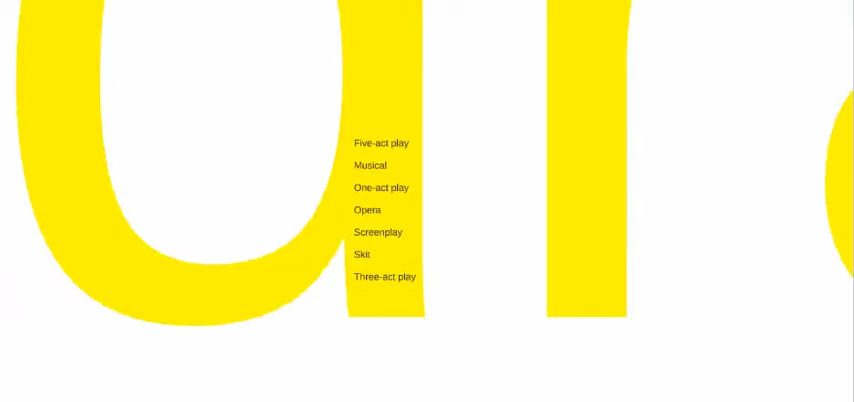 Five-act play
Musical
One-act play
Opera
Screenplay
Skit
Three-act play